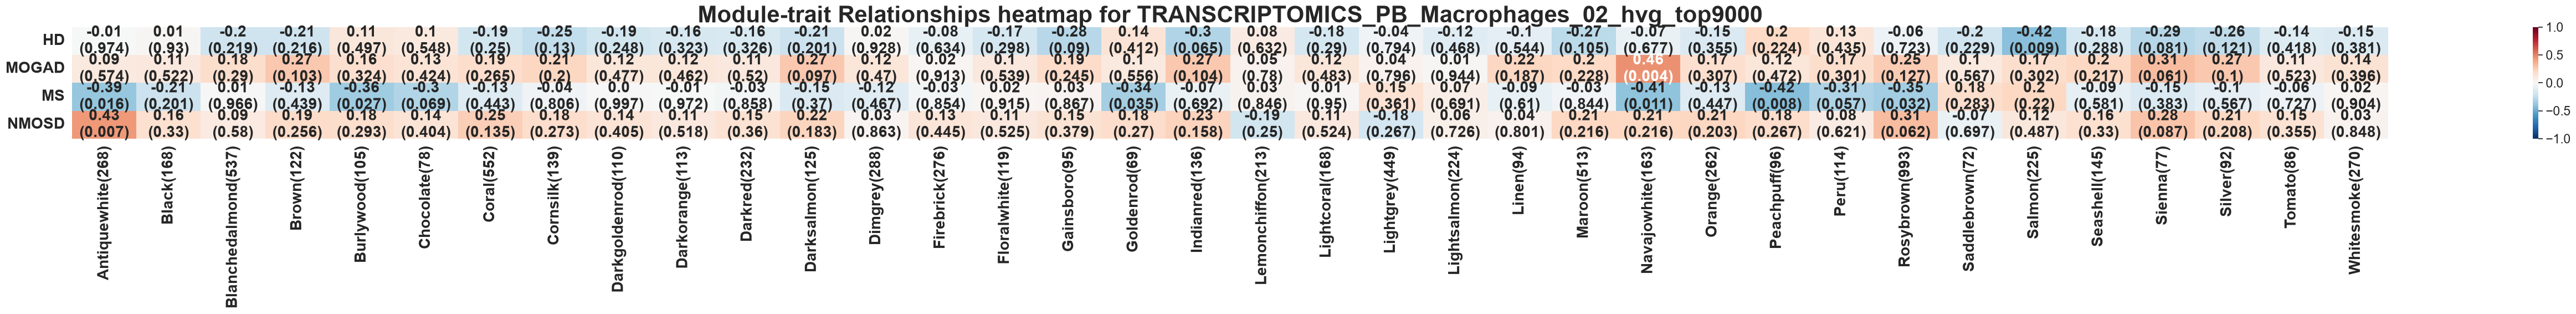 Module-trait Relationships heatmap for TRANSCRIPTOMICS_PB_Macrophages_02_hvg_top9000
HD -0.01 0.01 -0.2 -0.21 0.11 0.1 -0.19 -0.25 -0.19 -0.16 -0.16 -0.21 0.02 -0.08 -0.17 -0.28 0.14 -0.3 0.08 -0.18 -0.04 -0.12 -0.1 -0.27 -0.07 -0.15 0.2 0.13 -0.06 -0.2 -0.42 -0.18 -0.29 -0.26 -0.14 -0.15
(0.974) (0.93) (0.219) (0.216) (0.497) (0.548) (0.25) (0.13) (0.248) (0.323) (0.326) (0.201) (0.928) (0.634) (0.298) (0.09) (0.412) (0.065) (0.632) (0.29) (0.794) (0.468) (0.544) (0.105) (0.677) (0.355) (0.224) (0.435) (0.723) (0.229) (0.009) (0.288) (0.081) (0.121) (0.418) (0.381)
MOGAD 0.09 0.11 0.18 0.27 0.16 0.13 0.19 0.21 0.12 0.12 0.11 0.27 0.12 0.02 0.1 0.19 0.1 0.27 0.05 0.12 0.04 0.01 0.22 0.2 0.46 0.17 0.12 0.17 0.25 0.1 0.17 0.2 0.31 0.27 0.11 0.14
(0.574) (0.522) (0.29) (0.103) (0.324) (0.424) (0.265) (0.2) (0.477) (0.462) (0.52) (0.097) (0.47) (0.913) (0.539) (0.245) (0.556) (0.104) (0.78) (0.483) (0.796) (0.944) (0.187) (0.228) (0.004) (0.307) (0.472) (0.301) (0.127) (0.567) (0.302) (0.217) (0.061) (0.1) (0.523) (0.396)
MS -0.39 -0.21 0.01 -0.13 -0.36 -0.3 -0.13 -0.04 0.0 -0.01 -0.03 -0.15 -0.12 -0.03 0.02 0.03 -0.34 -0.07 0.03 0.01 0.15 0.07 -0.09 -0.03 -0.41 -0.13 -0.42 -0.31 -0.35 0.18 0.2 -0.09 -0.15 -0.1 -0.06 0.02
(0.016) (0.201) (0.966) (0.439) (0.027) (0.069) (0.443) (0.806) (0.997) (0.972) (0.858) (0.37) (0.467) (0.854) (0.915) (0.867) (0.035) (0.692) (0.846) (0.95) (0.361) (0.691) (0.61) (0.844) (0.011) (0.447) (0.008) (0.057) (0.032) (0.283) (0.22) (0.581) (0.383) (0.567) (0.727) (0.904)
NMOSD 0.43 0.16 0.09 0.19 0.18 0.14 0.25 0.18 0.14 0.11 0.15 0.22 0.03 0.13 0.11 0.15 0.18 0.23 -0.19 0.11 -0.18 0.06 0.04 0.21 0.21 0.21 0.18 0.08 0.31 -0.07 0.12 0.16 0.28 0.21 0.15 0.03
(0.007) (0.33) (0.58) (0.256) (0.293) (0.404) (0.135) (0.273) (0.405) (0.518) (0.36) (0.183) (0.863) (0.445) (0.525) (0.379) (0.27) (0.158) (0.25) (0.524) (0.267) (0.726) (0.801) (0.216) (0.216) (0.203) (0.267) (0.621) (0.062) (0.697) (0.487) (0.33) (0.087) (0.208) (0.355) (0.848)
Antiquewhite(268)
Black(168)
Blanchedalmond(537)
Brown(122)
Burlywood(105)
Chocolate(78)
Coral(552)
Cornsilk(139)
Darkgoldenrod(110)
Darkorange(113)
Darkred(232)
Darksalmon(125)
Dimgrey(288)
Firebrick(276)
Floralwhite(119)
Gainsboro(95)
Goldenrod(69)
Indianred(136)
Lemonchiffon(213)
Lightcoral(168)
Lightgrey(449)
Lightsalmon(224)
Linen(94)
Maroon(513)
Navajowhite(163)
Orange(262)
Peachpuff(96)
Peru(114)
Rosybrown(993)
Saddlebrown(72)
Salmon(225)
Seashell(145)
Sienna(77)
Silver(92)
Tomato(86)
Whitesmoke(270)
1.0
0.5
0.0
-0.5
-1.0